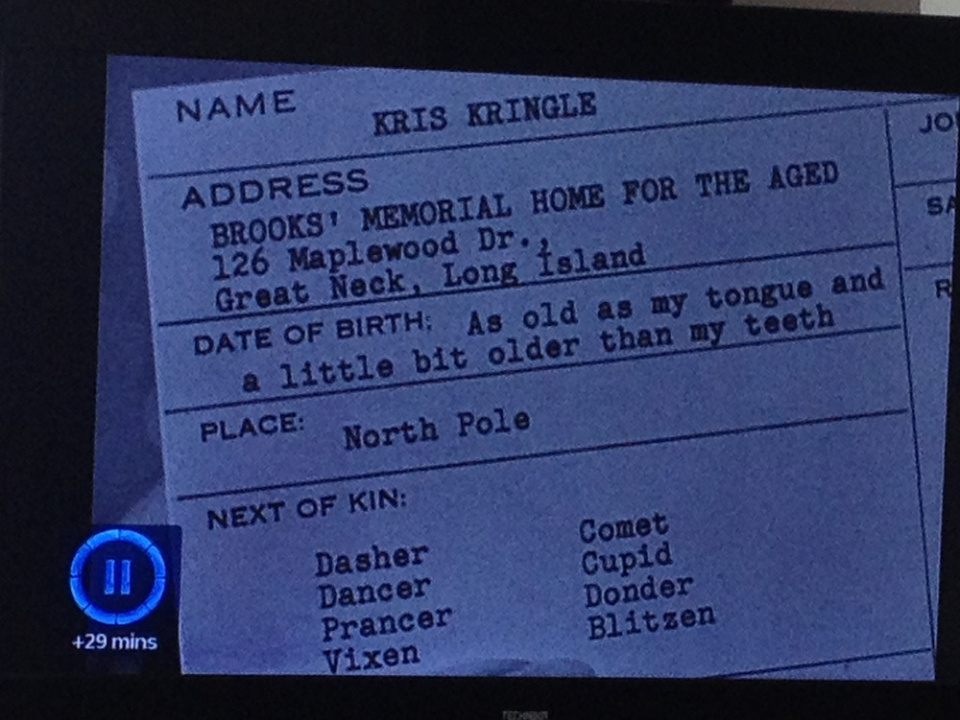 NAME KRIS KRINGLE
JO
ADDRESS
BROOKS' MEMORIAL HOME FOR THE AGED
126 Maplewood Dr.,
Great Neck, Long Island
SA
DATE OF BIRTH: As old as my tongue and
a little bit older than my teeth
R
PLACE: North Pole
NEXT OF KIN:
Dasher
Dancer
Prancer
Vixen
Comet
Cupid
Donder
Blitzen
+29 mins